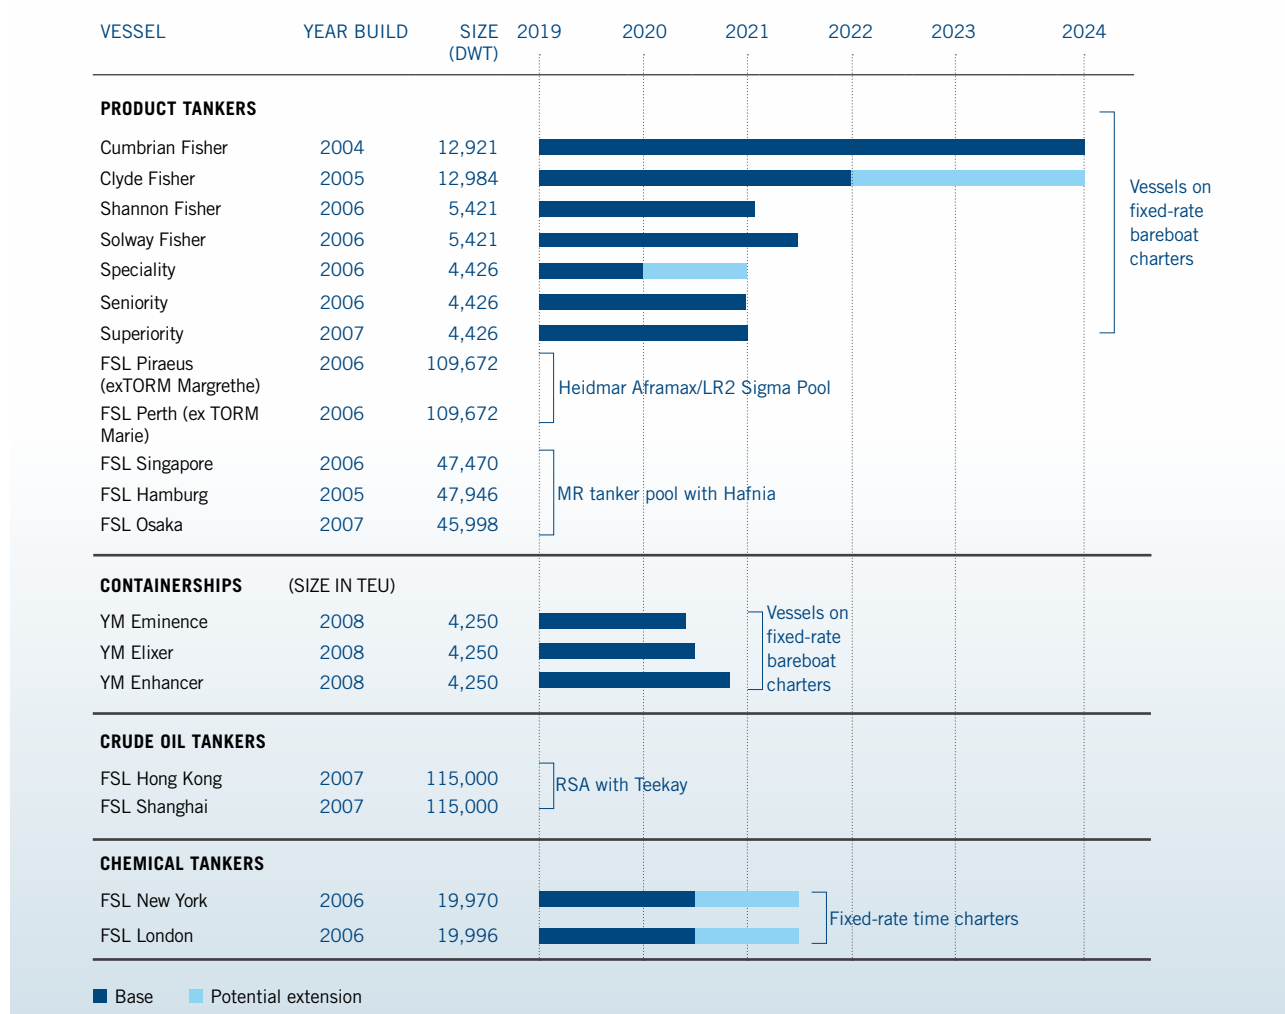 VESSEL YEAR BUILD SIZE 2019 2020 2021 2022 2023 2024
(DWT)
PRODUCT TANKERS
Cumbrian Fisher 2004 12,921
Clyde Fisher 2005 12,984
Shannon Fisher 2006 5,421
Solway Fisher 2006 5,421
Speciality 2006 4,426
Seniority 2006 4,426
Superiority 2007 4,426
Vessels on
fixed-rate
bareboat
charters
FSL Piraeus 2006 109,672
(exTORM Margrethe)
FSL Perth (ex TORM 2006 109,672
Marie)
Heidmar Aframax/LR2 Sigma Pool
FSL Singapore 2006 47,470
FSL Hamburg 2005 47,946
FSL Osaka 2007 45,998
MR tanker pool with Hafnia
CONTAINERSHIPS (SIZE IN TEU)
YM Eminence 2008 4,250
YM Elixer 2008 4,250
YM Enhancer 2008 4,250
Vessels on
fixed-rate
bareboat
charters
CRUDE OIL TANKERS
FSL Hong Kong 2007 115,000
FSL Shanghai 2007 115,000
RSA with Teekay
CHEMICAL TANKERS
FSL New York 2006 19,970
FSL London 2006 19,996
Fixed-rate time charters
Base Potential extension